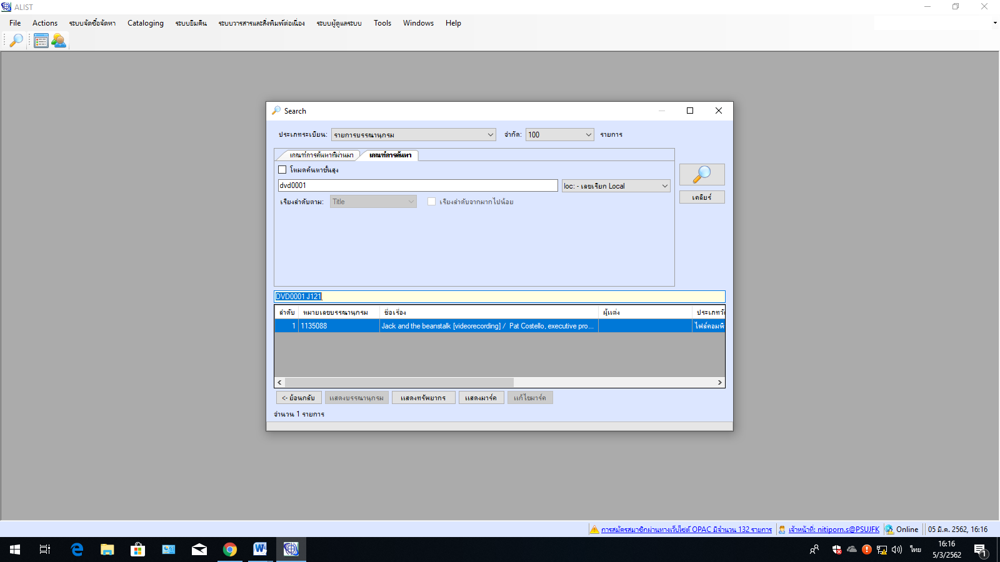 ALIST
File Actions ระบบจัดซื้อจัดหา Cataloging ระบบยืมคืน ระบบวารสารและสิ่งพิมพ์ต่อเนื่อง ระบบผู้ดูแลระบบ Tools Windows Help
Search
ประเภทระเบียน: รายการบรรณานุกรม จำกัด: 100 รายการ
เกณฑ์การค้นหาที่ผ่านมา เกณฑ์การค้นหา
โหมดค้นหาขั้นสูง
dvd0001 loc: - เลขเรียก Local
เรียงลำดับตาม: Title เรียงลำดับจากมากไปน้อย
เคลียร์
DVD0001 J121
ลำดับ หมายเลขบรรณานุกรม ชื่อเรื่อง ผู้แต่ง ประเภทวั
1 1135088 Jack and the beanstalk [videorecording] / Pat Costello, executive pro... ไฟล์คอมพิ
<- ย้อนกลับ แสดงบรรณานุกรม แสดงทรัพยากร แสดงมาร์ค แก้ไขมาร์ค
จำนวน 1 รายการ
การสมัครสมาชิกผ่านทางเว็บไซต์ OPAC มีจำนวน 132 รายการ เจ้าหน้าที่: nitiporn.s@PSUJFK Online 05 มี.ค. 2562, 16:16
ไทย 16:16
5/3/2562 1